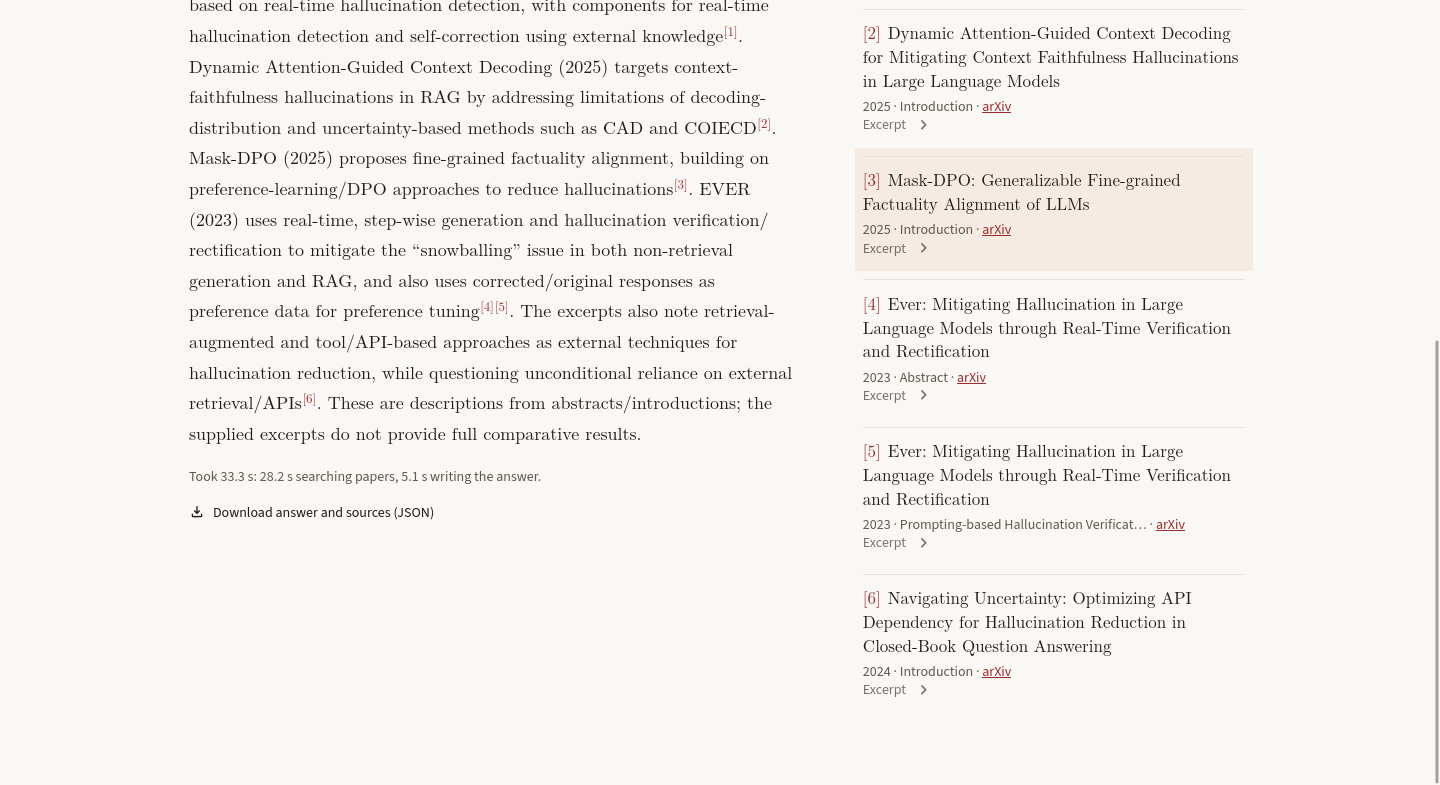 based on real-time hallucination detection, with components for real-time
hallucination detection and self-correction using external knowledge[1].
Dynamic Attention-Guided Context Decoding (2025) targets context-
faithfulness hallucinations in RAG by addressing limitations of decoding-
distribution and uncertainty-based methods such as CAD and COIECD[2].
Mask-DPO (2025) proposes fine-grained factuality alignment, building on
preference-learning/DPO approaches to reduce hallucinations[3]. EVER
(2023) uses real-time, step-wise generation and hallucination verification/
rectification to mitigate the “snowballing” issue in both non-retrieval
generation and RAG, and also uses corrected/original responses as
preference data for preference tuning[4][5]. The excerpts also note retrieval-
augmented and tool/API-based approaches as external techniques for
hallucination reduction, while questioning unconditional reliance on external
retrieval/APIs[6]. These are descriptions from abstracts/introductions; the
supplied excerpts do not provide full comparative results.
Took 33.3 s: 28.2 s searching papers, 5.1 s writing the answer.
Download answer and sources (JSON)
[2] Dynamic Attention-Guided Context Decoding
for Mitigating Context Faithfulness Hallucinations
in Large Language Models
2025 · Introduction · arXiv
Excerpt
[3] Mask-DPO: Generalizable Fine-grained
Factuality Alignment of LLMs
2025 · Introduction · arXiv
Excerpt
[4] Ever: Mitigating Hallucination in Large
Language Models through Real-Time Verification
and Rectification
2023 · Abstract · arXiv
Excerpt
[5] Ever: Mitigating Hallucination in Large
Language Models through Real-Time Verification
and Rectification
2023 · Prompting-based Hallucination Verificat… · arXiv
Excerpt
[6] Navigating Uncertainty: Optimizing API
Dependency for Hallucination Reduction in
Closed-Book Question Answering
2024 · Introduction · arXiv
Excerpt